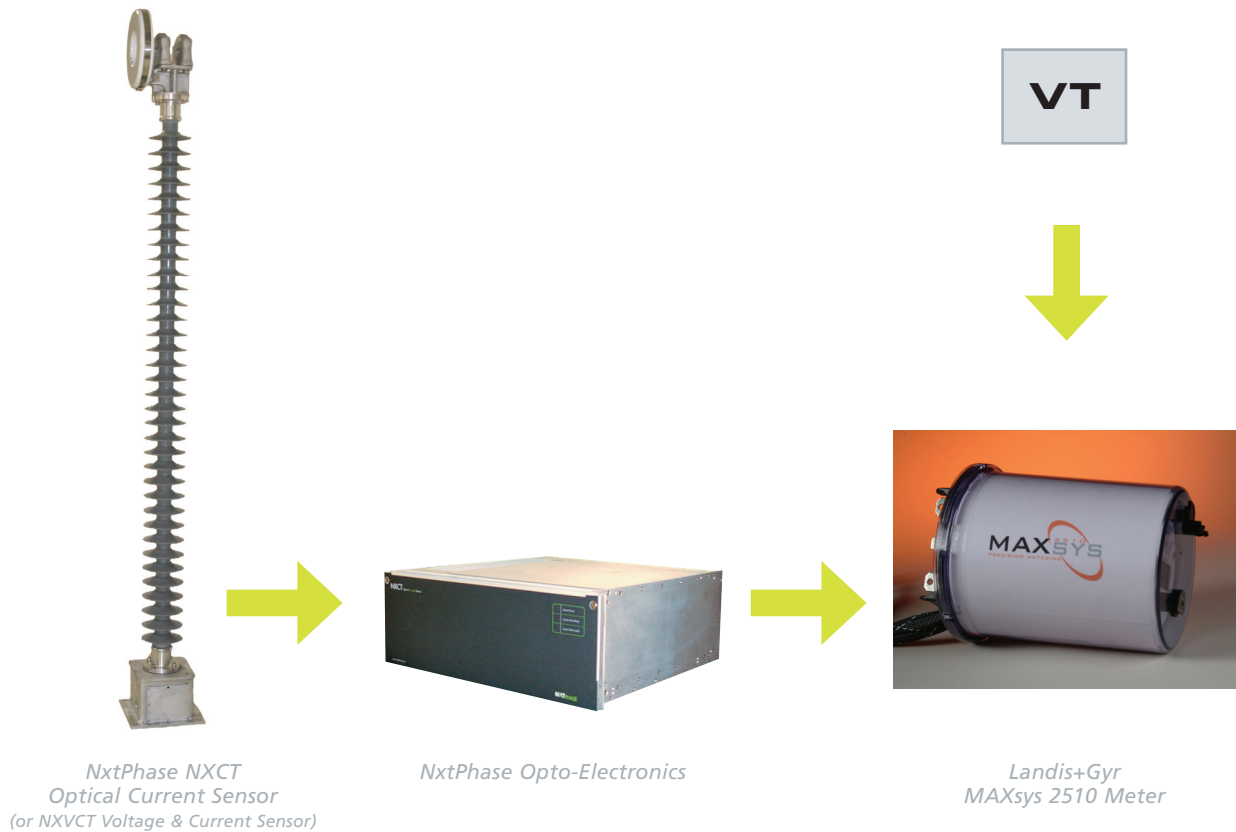 VT
MAXSYS
2510
PRECISION METERING
NXCT
NxtPhase NXCT
Optical Current Sensor
(or NXVCT Voltage & Current Sensor)
NxtPhase Opto-Electronics
Landis+Gyr
MAXsys 2510 Meter